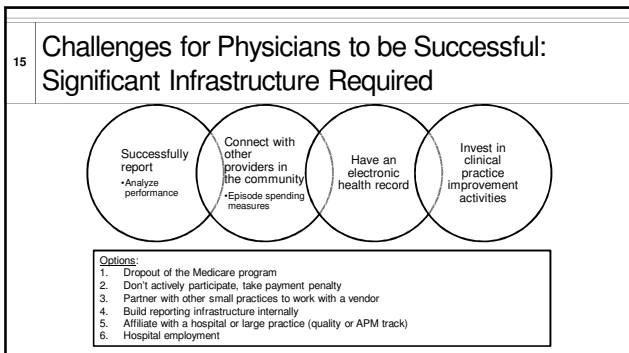 15
Challenges for Physicians to be Successful:
Significant Infrastructure Required
Successfully
report
•Analyze
performance
Connect with
other
providers in
the community
•Episode spending
measures
Have an
electronic
health record
Invest in
clinical
practice
improvement
activities
Options:
1. Dropout of the Medicare program
2. Don't actively participate, take payment penalty
3. Partner with other small practices to work with a vendor
4. Build reporting infrastructure internally
5. Affiliate with a hospital or large practice (quality or APM track)
6. Hospital employment